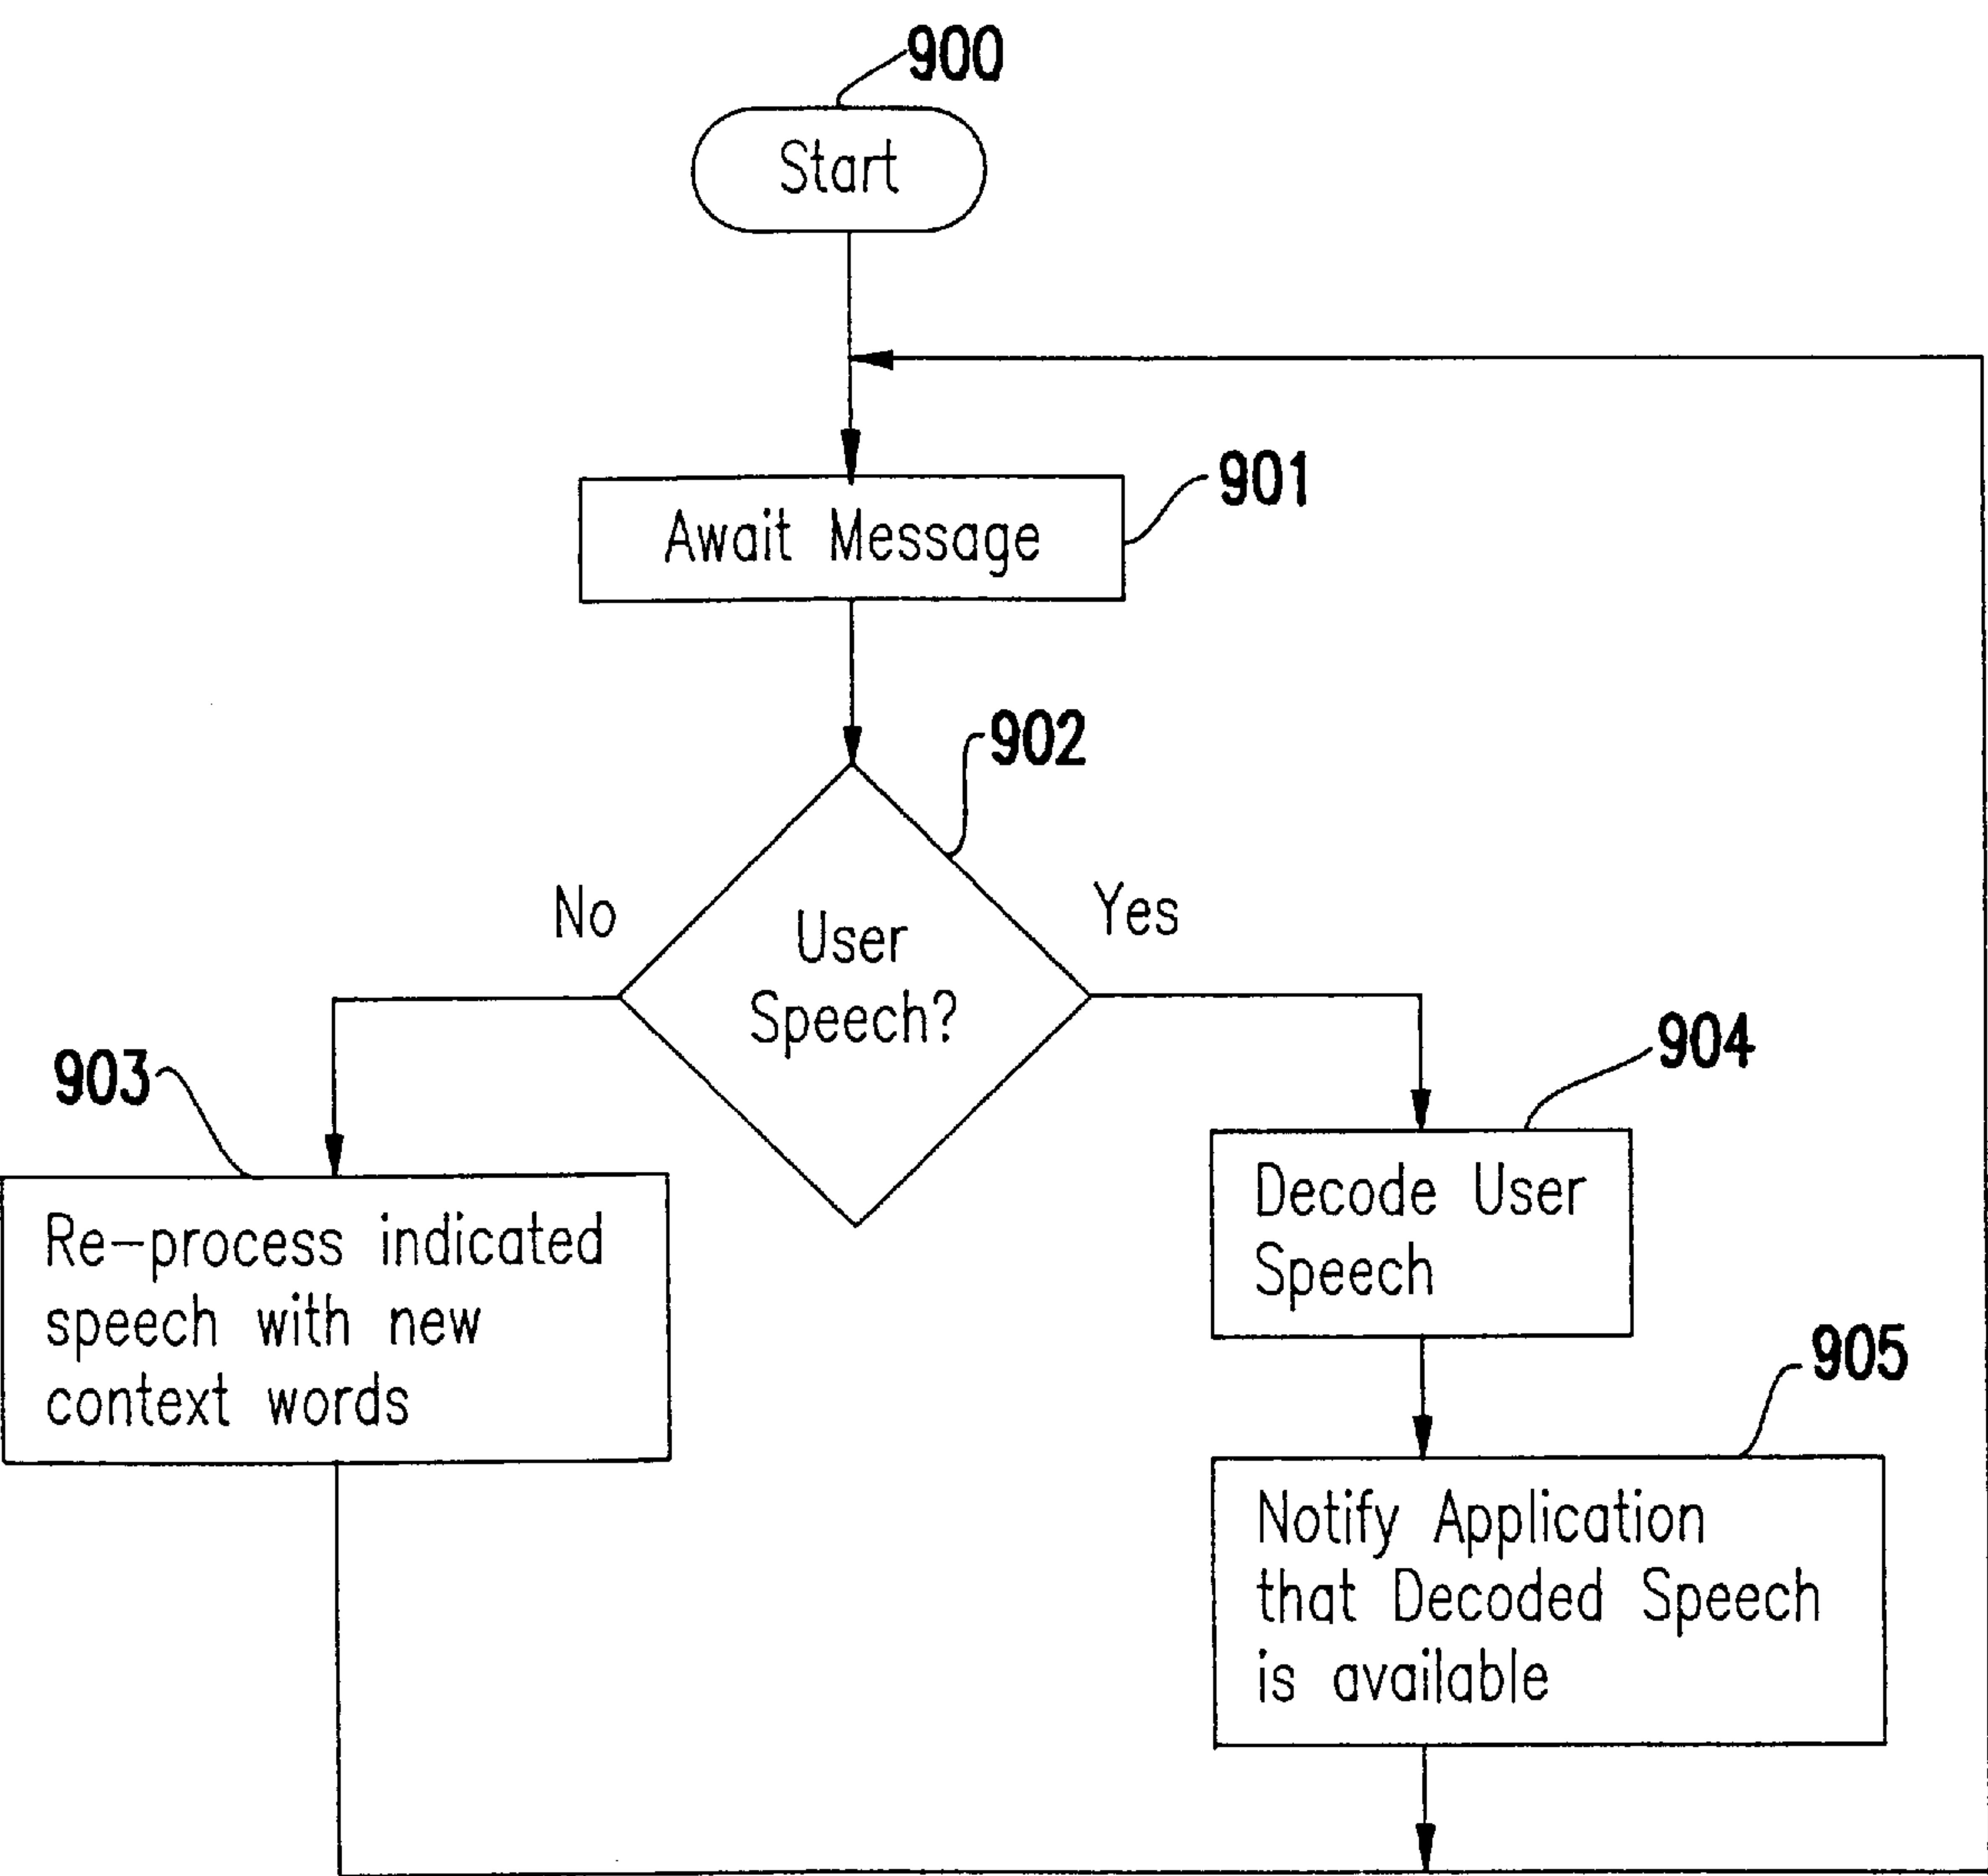 900
Start
901
Await Message
902
No
Yes
User
Speech?
903
904
Re-process indicated
speech with new
context words
Decode User
Speech
905
Notify Application
that Decoded Speech
is available